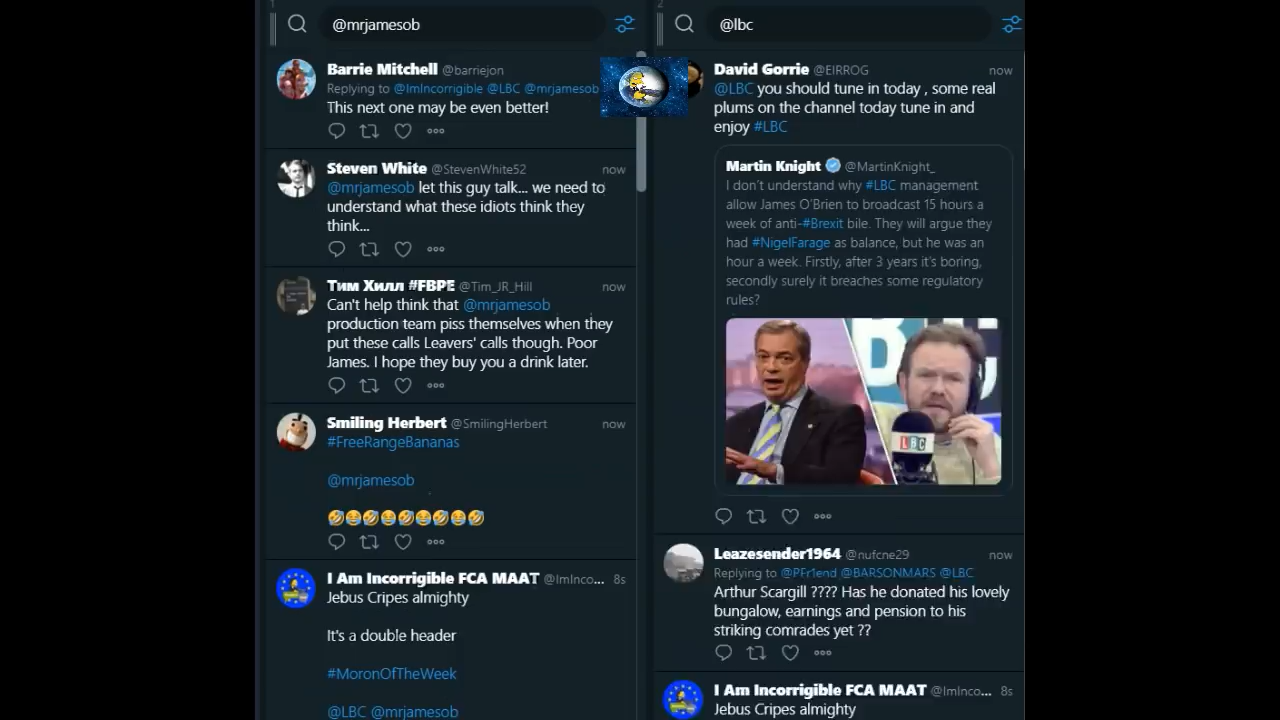 1
@mrjamesob
Barrie Mitchell @barriejon
Replying to @ImIncorrigible @LBC @mrjamesob
This next one may be even better!
Steven White @StevenWhite52 now
@mrjamesob let this guy talk... we need to
understand what these idiots think they
think...
Тим Хилл #FBPE @Tim_JR_Hill now
Can't help think that @mrjamesob
production team piss themselves when they
put these calls Leavers' calls though. Poor
James. I hope they buy you a drink later.
Smiling Herbert @SmilingHerbert now
#FreeRangeBananas
@mrjamesob
🤣😂🤣😂🤣😂🤣😂🤣
I Am Incorrigible FCA MAAT @ImInco... 8s
Jebus Cripes almighty
It's a double header
#MoronOfTheWeek
@LBC @mrjamesob
2
@lbc
David Gorrie @EIRROG now
@LBC you should tune in today , some real
plums on the channel today tune in and
enjoy #LBC
Martin Knight @MartinKnight_
I don't understand why #LBC management
allow James O'Brien to broadcast 15 hours a
week of anti-#Brexit bile. They will argue they
had #NigelFarage as balance, but he was an
hour a week. Firstly, after 3 years it's boring,
secondly surely it breaches some regulatory
rules?
LBC
Leazesender1964 @nufcne29 now
Replying to @PFr1end @BARSONMARS @LBC
Arthur Scargill ???? Has he donated his lovely
bungalow, earnings and pension to his
striking comrades yet ??
I Am Incorrigible FCA MAAT @ImInco... 8s
Jebus Cripes almighty